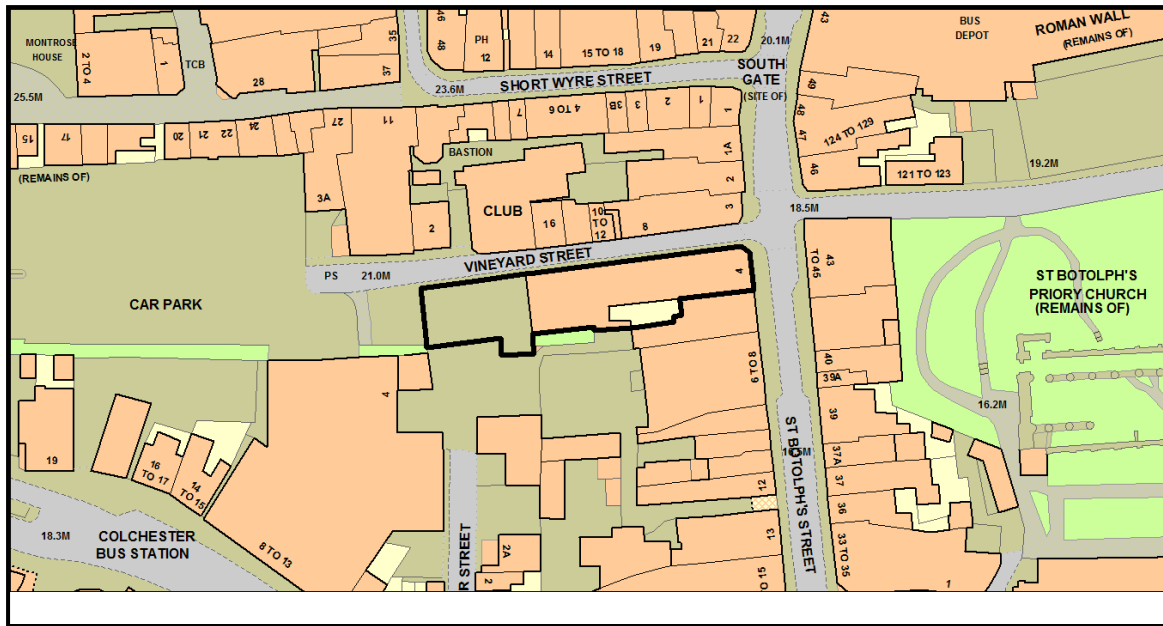 MONTROSE
HOUSE
2 TO 4
1
TCB
25.5M
28
35
37
46
48
PH
12
14
15 TO 18
19
21
22
20.1M
43
BUS
DEPOT
ROMAN WALL
(REMAINS OF)
SHORT WYRE STREET
23.6M
SOUTH
GATE
(SITE OF)
49
48
47
46
124 TO 129
121 TO 123
19.2M
15
17
20
21
22
24
27
11
7
4 TO 6
3B
3
2
1
1
1A
2
3
(REMAINS OF)
BASTION
3A
2
CLUB
16
10
TO
12
8
18.5M
VINEYARD STREET
PS
21.0M
4
43
TO 45
ST BOTOLPH'S
PRIORY CHURCH
(REMAINS OF)
CAR PARK
4
6 TO 8
40
39A
39
37A
37
36
33 TO 35
16.2M
16.5M
ST BOTOLPH'S STREET
19
16
TO 17
14
TO 15
12
13
O 15
18.3M
COLCHESTER
BUS STATION
8 TO 13
R STREET
2A
2
1